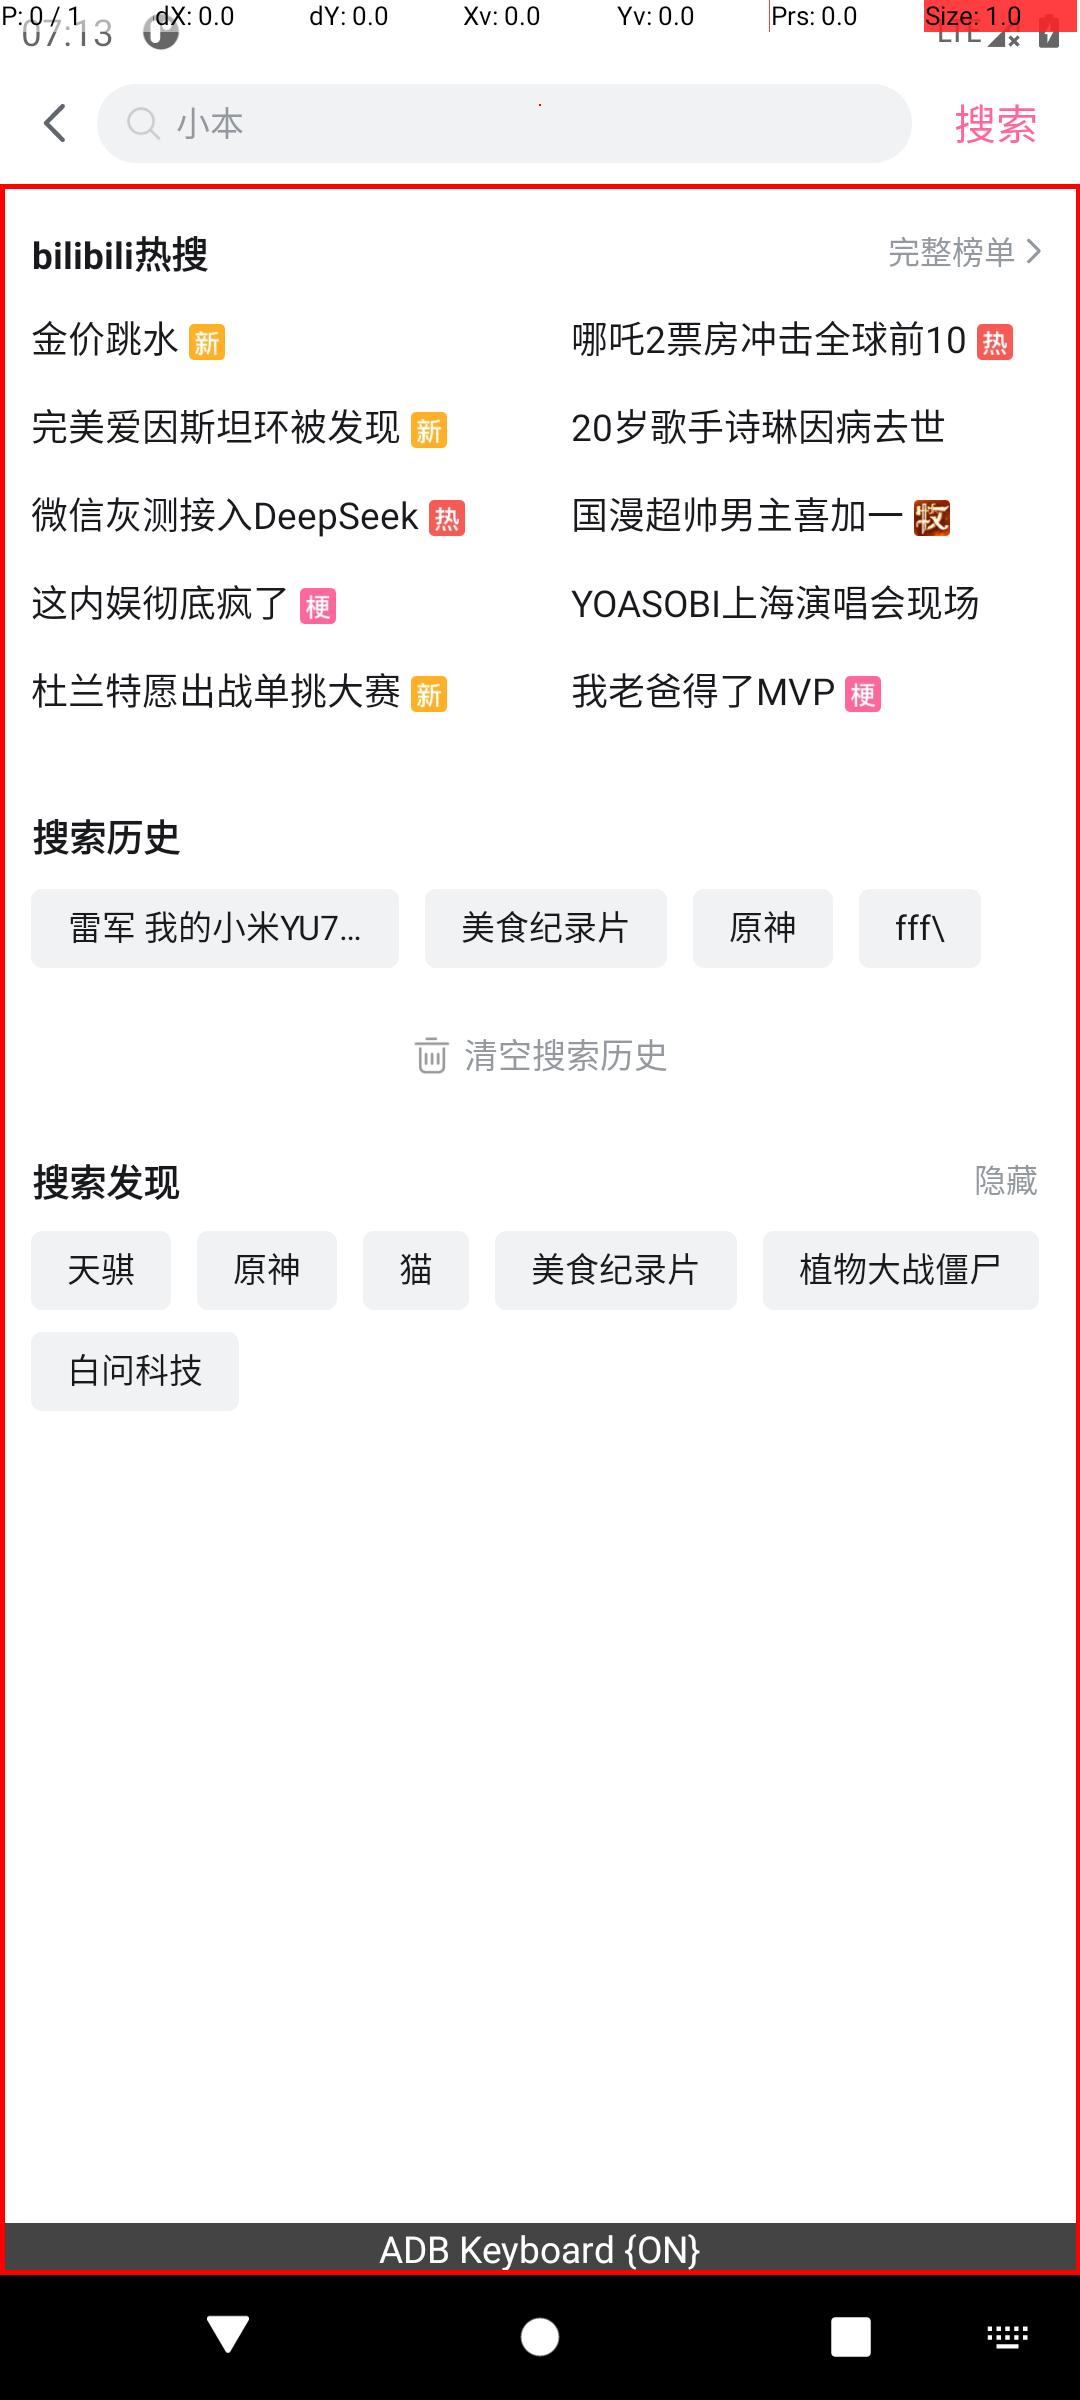 P: 0 / 1 dX: 0.0 dY: 0.0 Xv: 0.0 Yv: 0.0 Prs: 0.0 Size: 1.0
07:13 LTE
小本 搜索
bilibili热搜 完整榜单
金价跳水 新 哪吒2票房冲击全球前10 热
完美爱因斯坦环被发现 新 20岁歌手诗琳因病去世
微信灰测接入DeepSeek 热 国漫超帅男主喜加一 牧
这内娱彻底疯了 梗 YOASOBI上海演唱会现场
杜兰特愿出战单挑大赛 新 我老爸得了MVP 梗
搜索历史
雷军 我的小米YU7... 美食纪录片 原神 fff\
清空搜索历史
搜索发现 隐藏
天骐 原神 猫 美食纪录片 植物大战僵尸
白问科技
ADB Keyboard {ON}